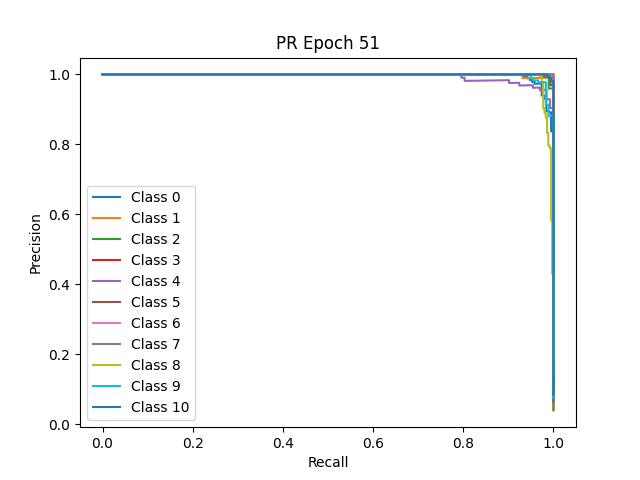 PR Epoch 51
1.0
0.8
0.6
0.4
0.2
0.0
Precision
Class 0
Class 1
Class 2
Class 3
Class 4
Class 5
Class 6
Class 7
Class 8
Class 9
Class 10
0.0 0.2 0.4 0.6 0.8 1.0
Recall